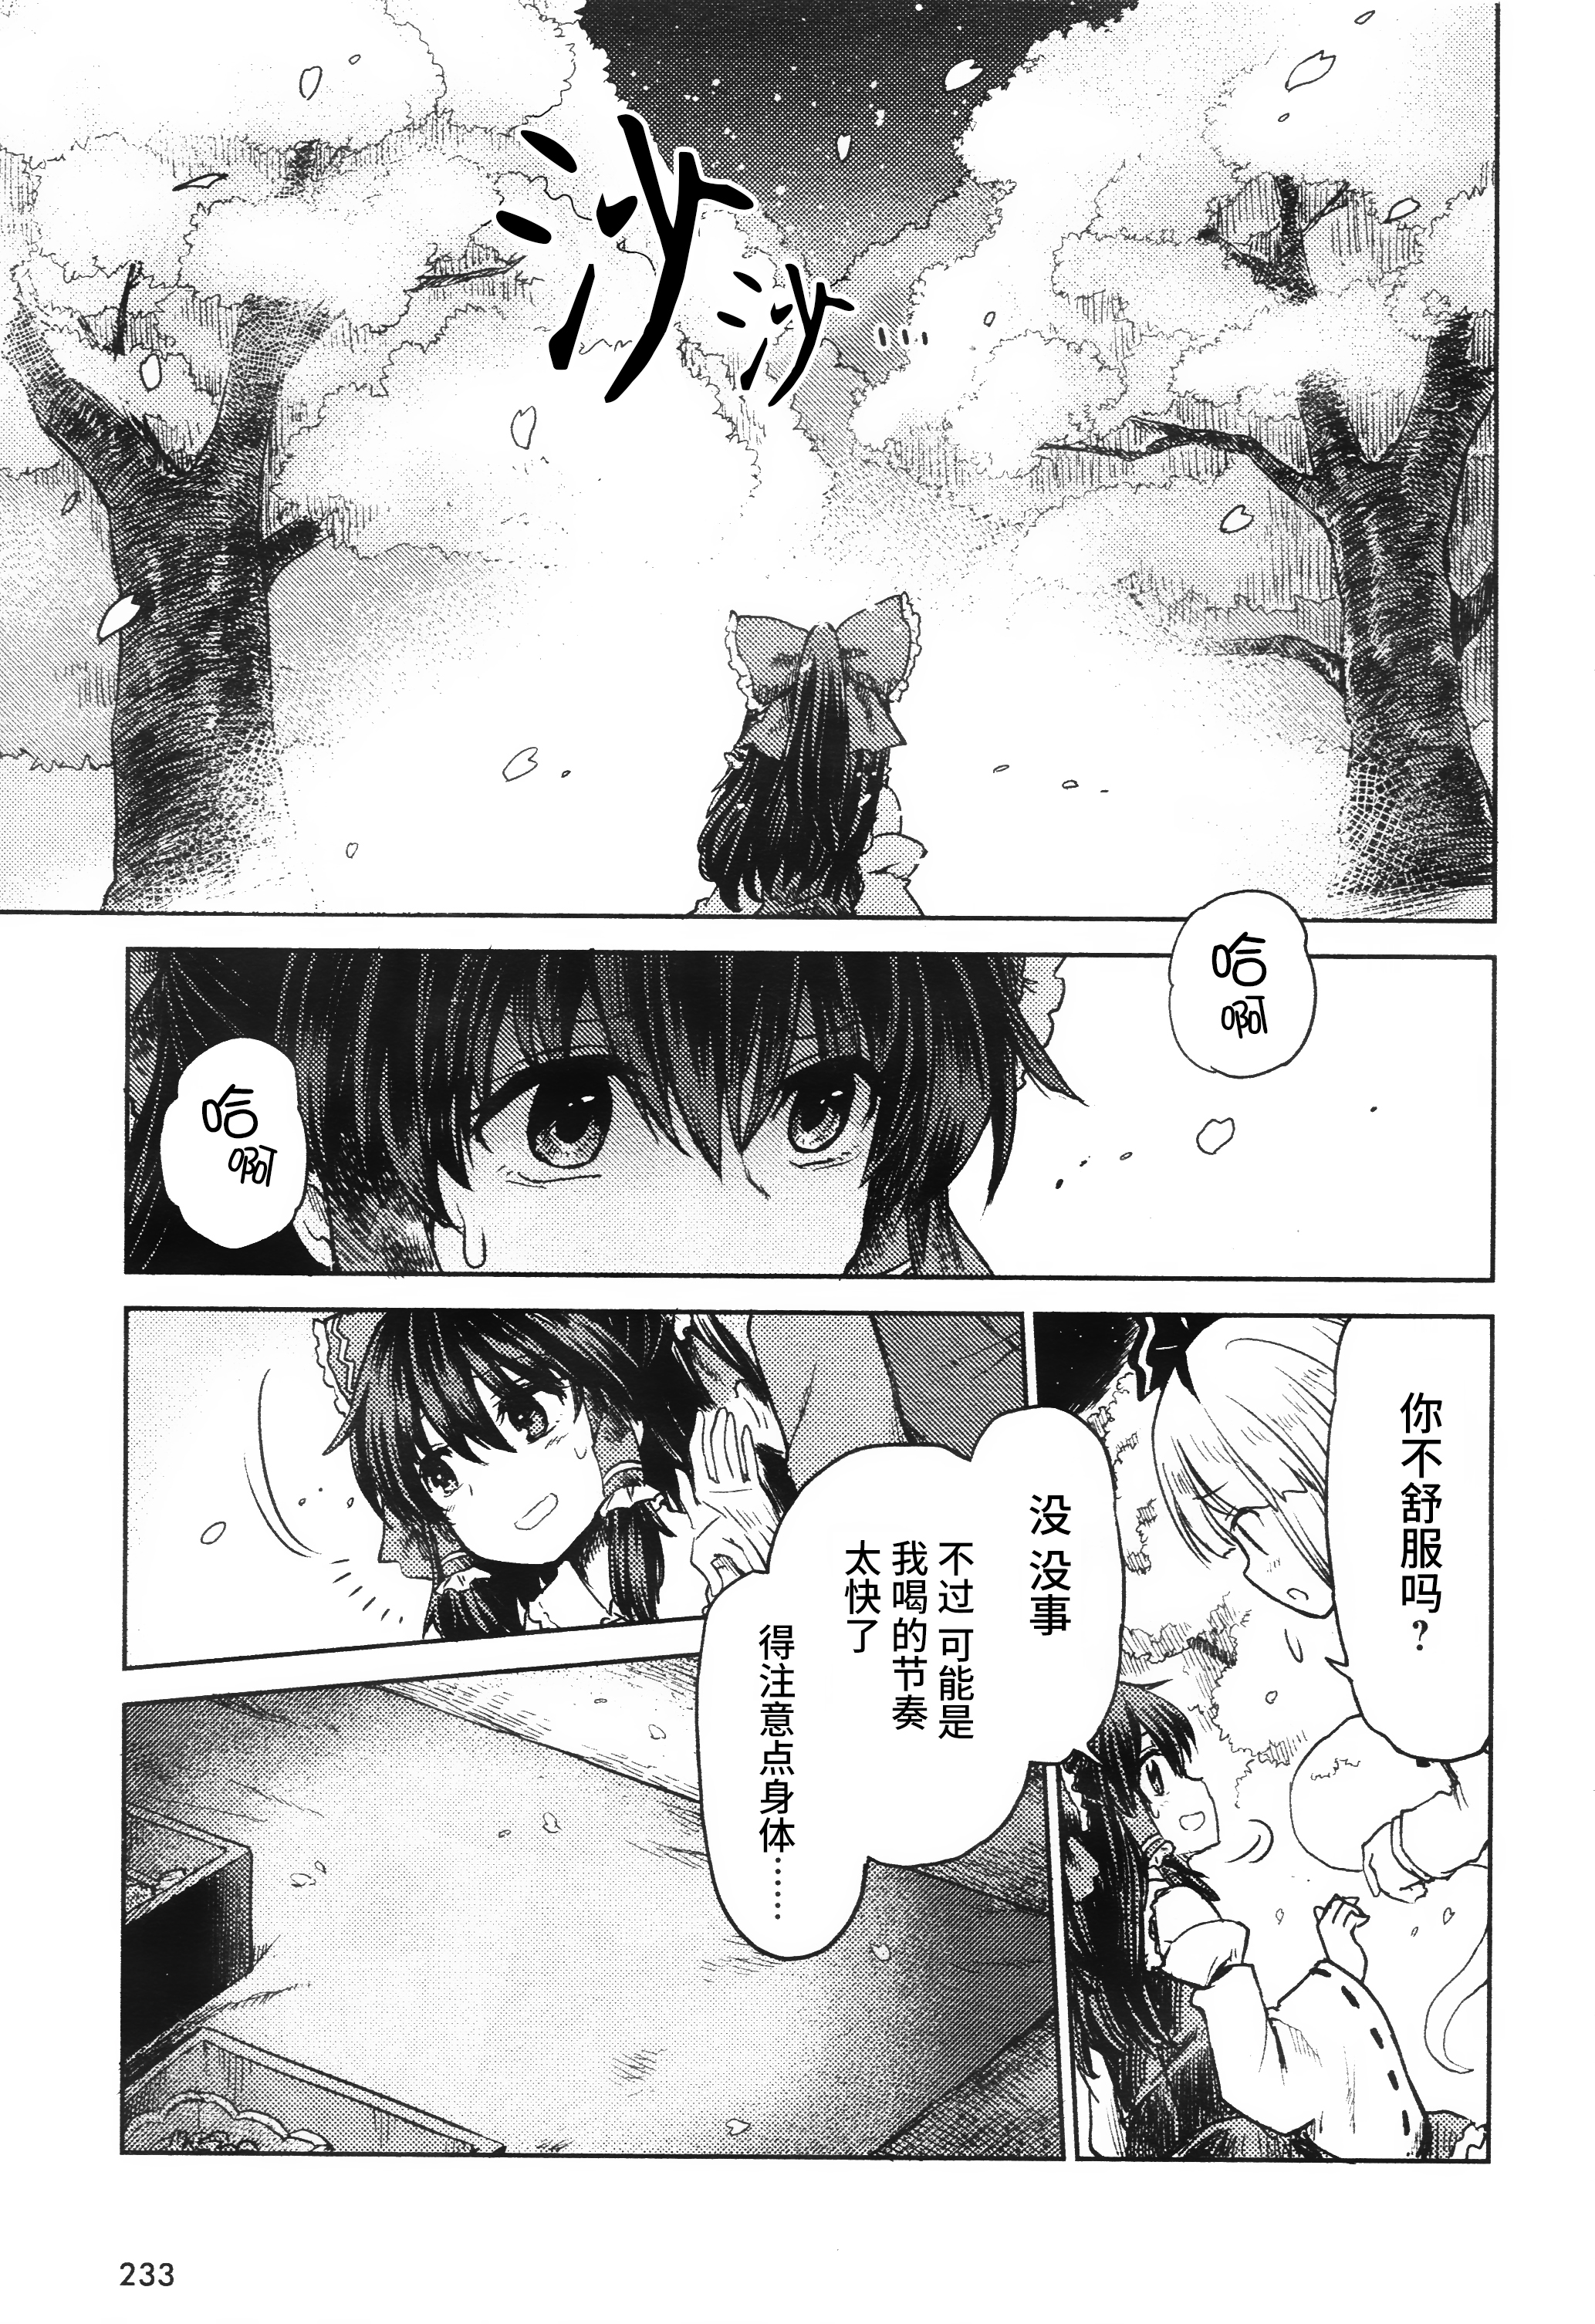 沙
沙…
哈
啊
哈
啊
你不舒服吗？
没 没事
不过 可能是
我喝的节奏
太快了
得注意点身体……
233